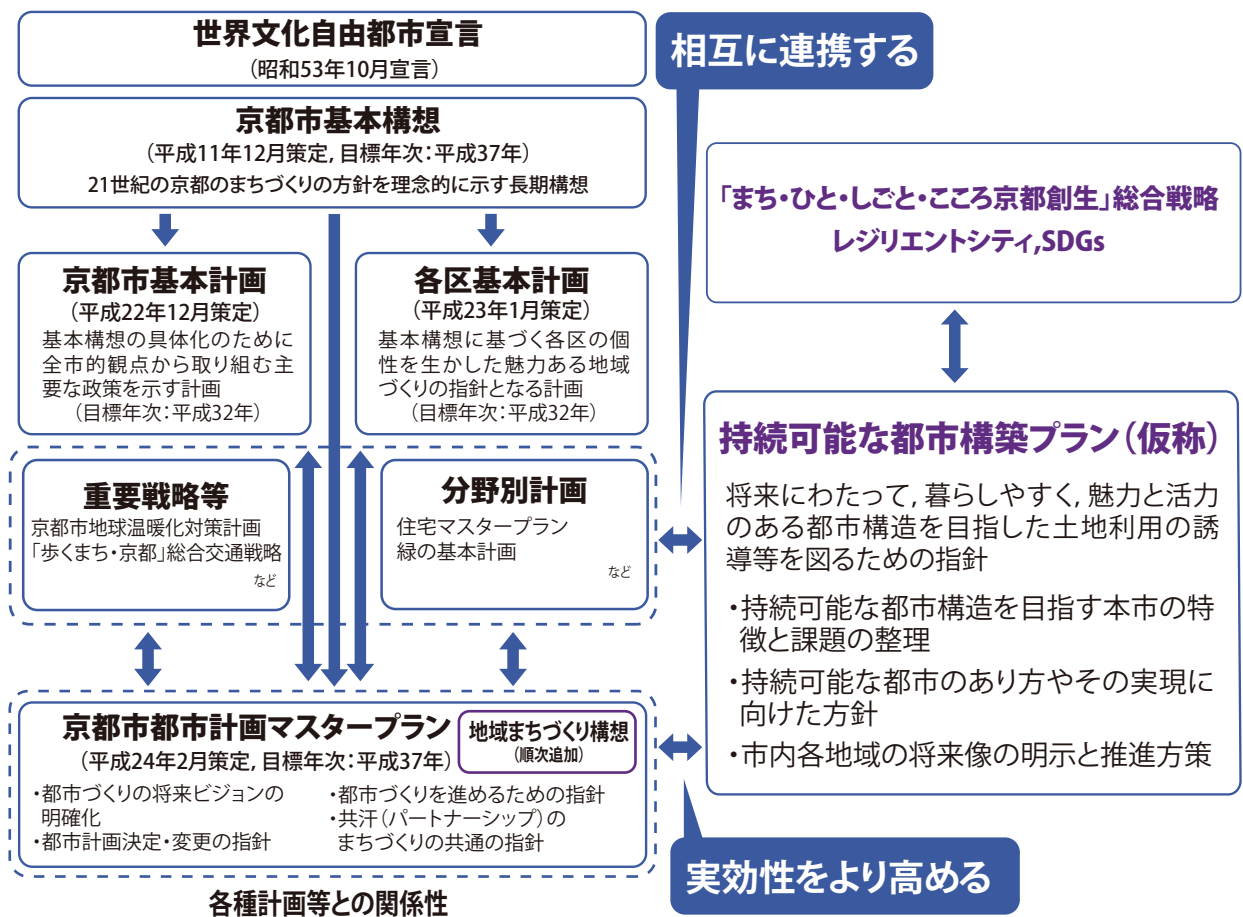 世界文化自由都市宣言
(昭和53年10月宣言)
相互に連携する
京都市基本構想
(平成11年12月策定, 目標年次:平成37年)
21世紀の京都のまちづくりの方針を理念的に示す長期構想
「まち・ひと・しごと・こころ京都創生」総合戦略
レジリエントシティ,SDGs
京都市基本計画
(平成22年12月策定)
基本構想の具体化のために
全市的観点から取り組む主
要な政策を示す計画
(目標年次:平成32年)
各区基本計画
(平成23年1月策定)
基本構想に基づく各区の個
性を生かした魅力ある地域
づくりの指針となる計画
(目標年次:平成32年)
重要戦略等
京都市地球温暖化対策計画
「歩くまち・京都」総合交通戦略
など
分野別計画
住宅マスタープラン
緑の基本計画
など
持続可能な都市構築プラン(仮称)
将来にわたって, 暮らしやすく, 魅力と活力
のある都市構造を目指した土地利用の誘
導等を図るための指針
・持続可能な都市構造を目指す本市の特
徴と課題の整理
・持続可能な都市のあり方やその実現に
向けた方針
・市内各地域の将来像の明示と推進方策
京都市都市計画マスタープラン
(平成24年2月策定, 目標年次:平成37年)
地域まちづくり構想
(順次追加)
・都市づくりの将来ビジョンの
明確化
・都市計画決定・変更の指針
・都市づくりを進めるための指針
・共汗(パートナーシップ)の
まちづくりの共通の指針
実効性をより高める
各種計画等との関係性